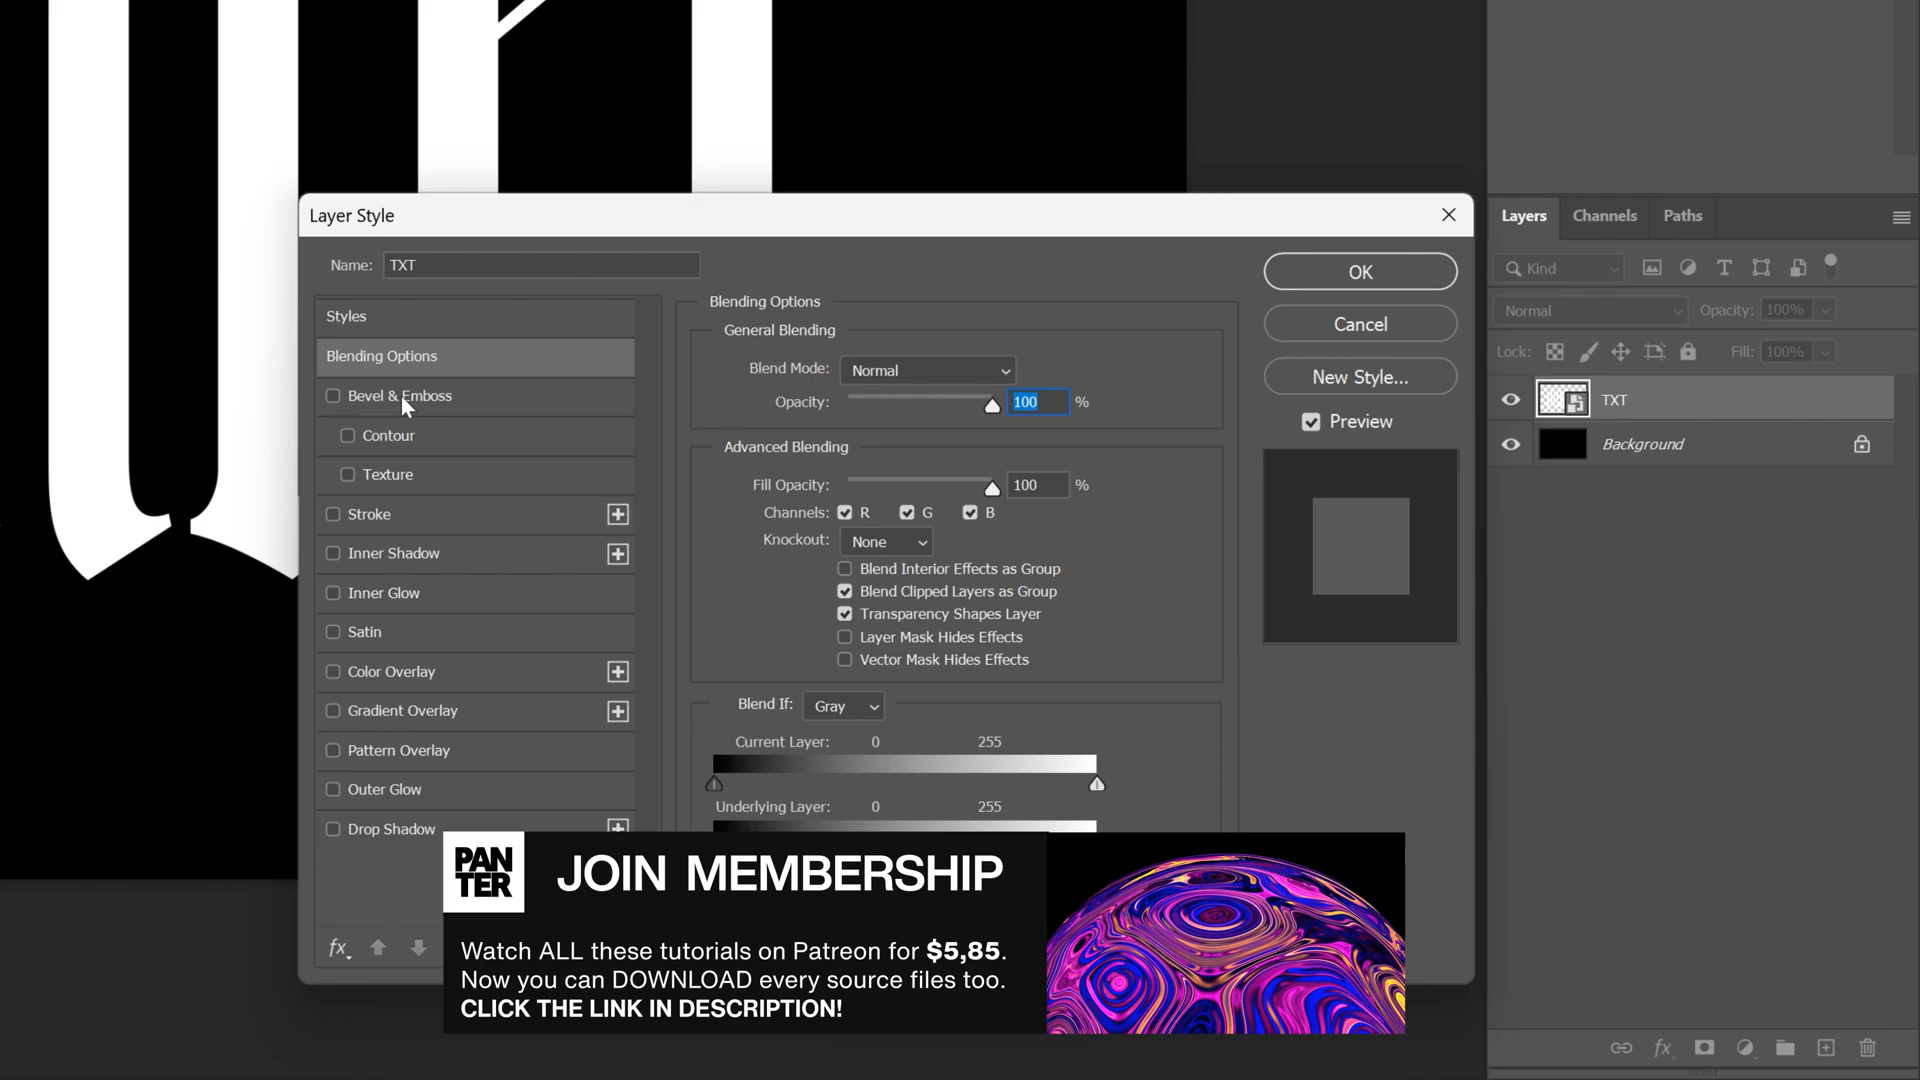 Layer Style
Name: TXT
Styles
Blending Options
Bevel & Emboss
Contour
Texture
Stroke
Inner Shadow
Inner Glow
Satin
Color Overlay
Gradient Overlay
Pattern Overlay
Outer Glow
Drop Shadow
fx
Blending Options
General Blending
Blend Mode: Normal
Opacity: 100 %
Advanced Blending
Fill Opacity: 100 %
Channels: R G B
Knockout: None
Blend Interior Effects as Group
Blend Clipped Layers as Group
Transparency Shapes Layer
Layer Mask Hides Effects
Vector Mask Hides Effects
Blend If: Gray
Current Layer: 0 255
Underlying Layer: 0 255
OK
Cancel
New Style...
Preview
Layers Channels Paths
Kind
Normal Opacity: 100%
Lock: Fill: 100%
TXT
Background
fx
PAN
TER
JOIN MEMBERSHIP
Watch ALL these tutorials on Patreon for $5,85.
Now you can DOWNLOAD every source files too.
CLICK THE LINK IN DESCRIPTION!